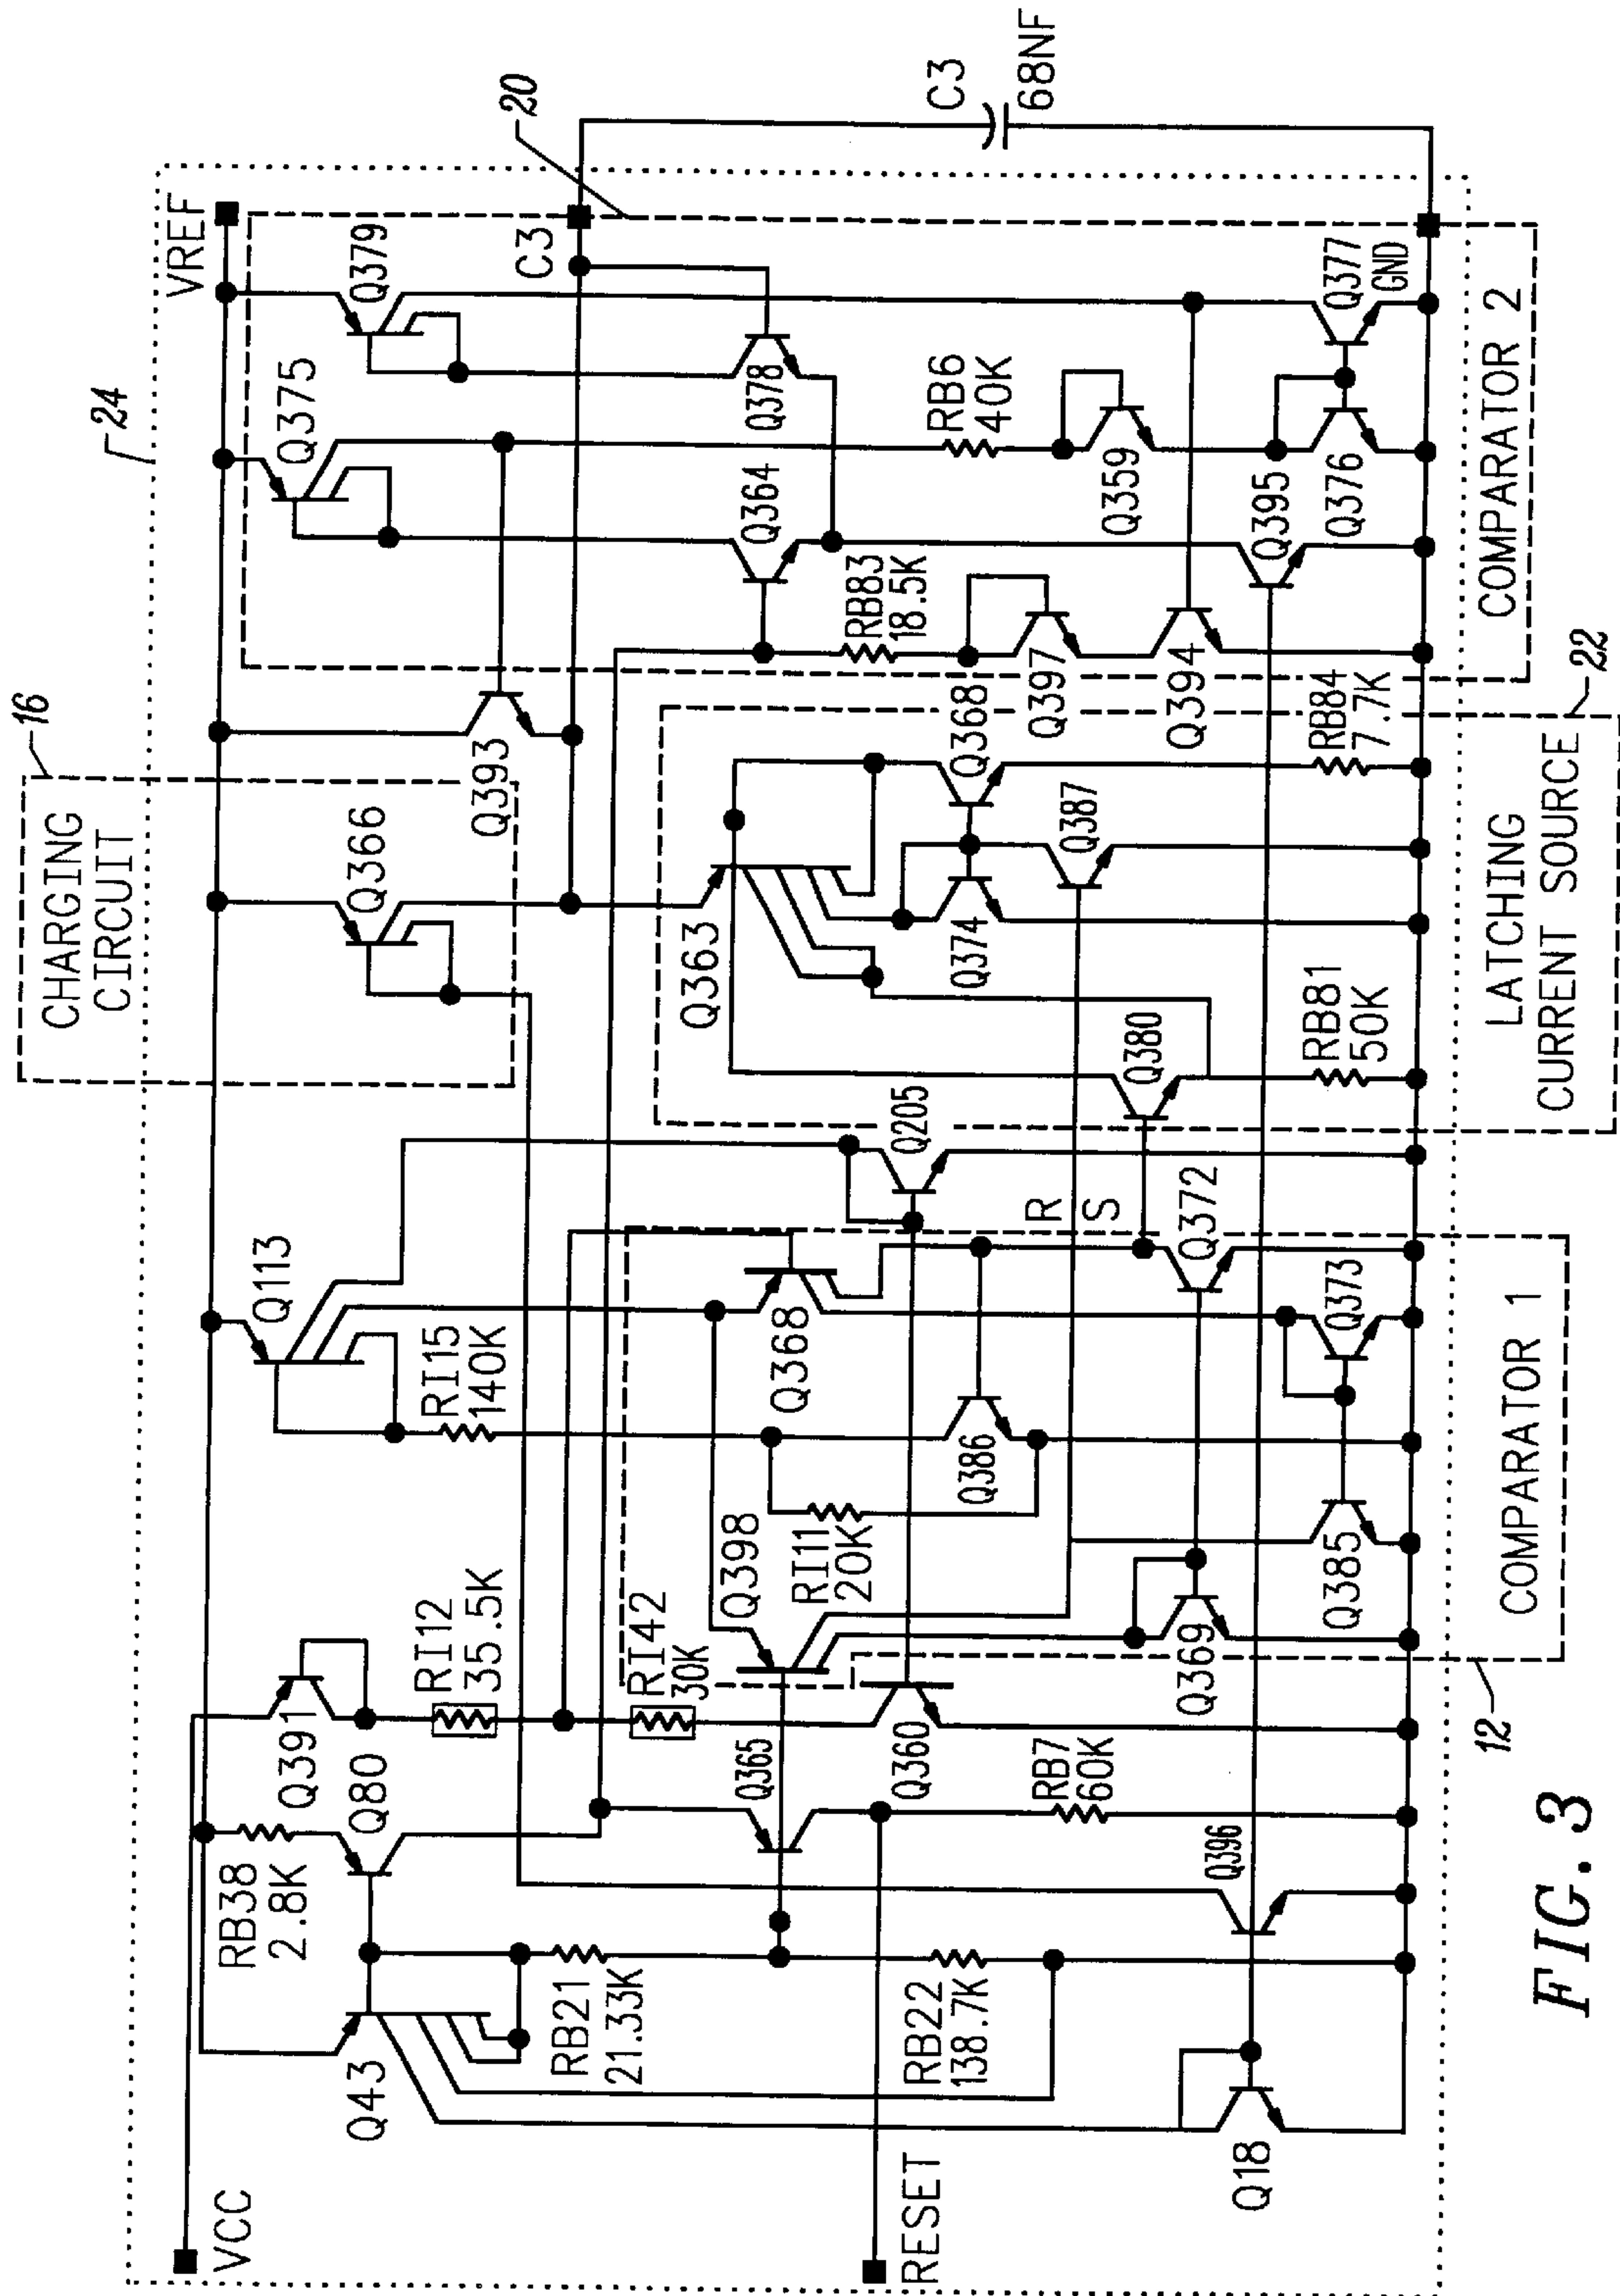 CHARGING
CIRCUIT
16
24
VREF
20
C3
68NF
Q379
C3
Q375
Q378
Q364
RB6
40K
Q359
Q377
GND
Q376
Q395
RB83
18.5K
Q397
Q394
COMPARATOR 2
Q393
Q366
Q368
RB84
7.7K
22
Q387
Q363
Q374
Q380
RB81
50K
LATCHING
CURRENT SOURCE
Q205
Q113
RI15
140K
Q368
R
S
Q372
Q373
Q386
Q398
RI11
20K
Q385
COMPARATOR 1
RI12
35.5K
RI42
30K
Q369
12
Q391
Q80
Q365
Q360
RB7
60K
RB38
2.8K
Q396
Q43
RB21
21.33K
RB22
138.7K
Q18
VCC
RESET
FIG. 3